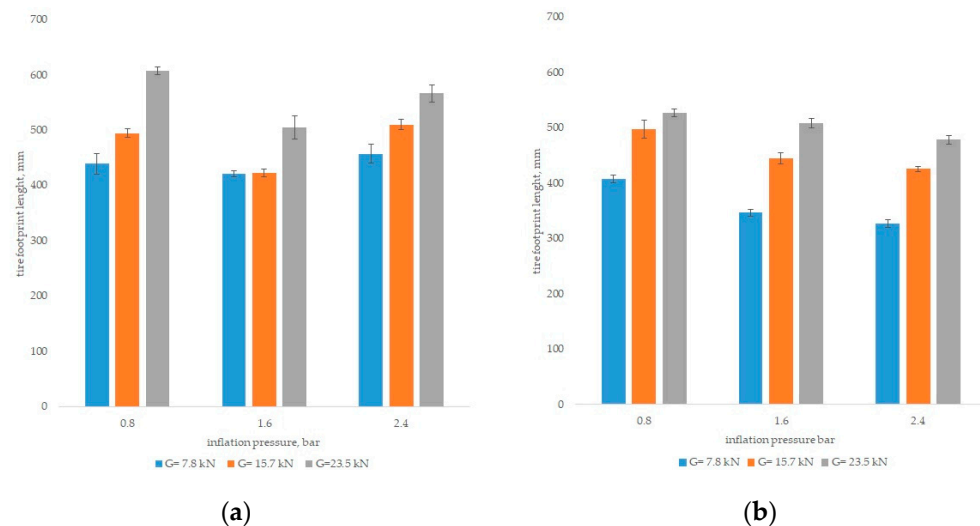 700
600
500
400
300
200
100
0
tire footprint lenght, mm
0.8 1.6 2.4
inflation pressure, bar
G= 7.8 kN G= 15.7 kN G= 23.5 kN
(a)
700
600
500
400
300
200
100
0
tire footprint lenght, mm
0.8 1.6 2.4
inflation pressure bar
G= 7.8 kN G= 15.7 kN G= 23.5 kN
(b)